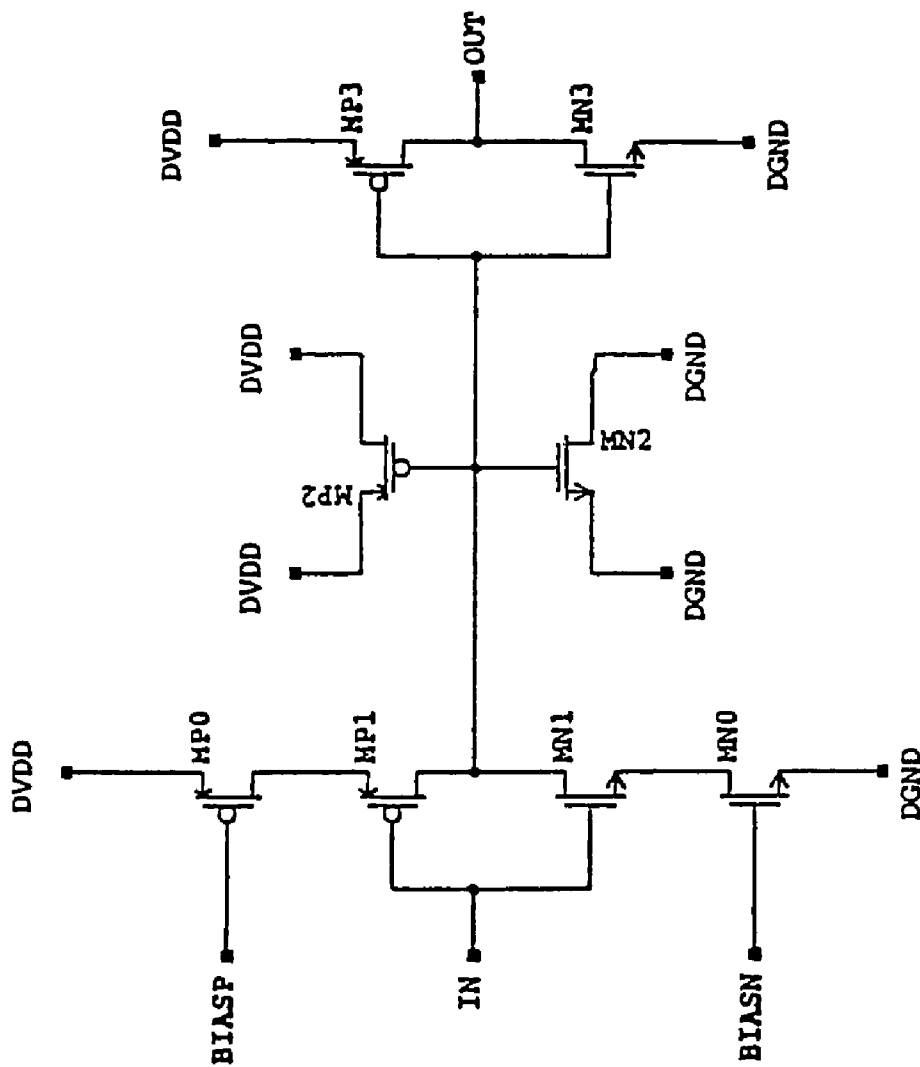 DVDD
MP0
BIASP
MP1
IN
MN1
BIASN
MN0
DGND
DVDD
DVDD
MP2
MN2
DGND
DGND
DVDD
MP3
OUT
MN3
DGND